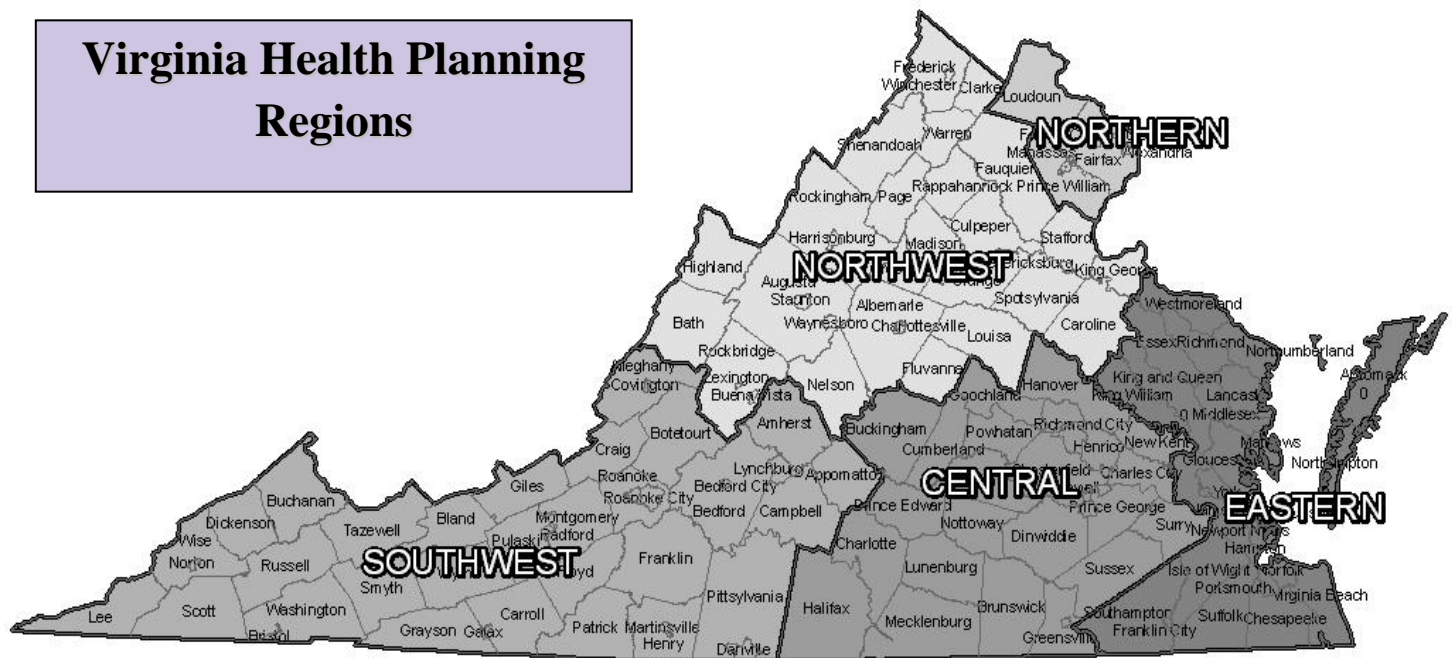 Virginia Health Planning
Regions
Frederick
Winchester
Clarke
Loudoun
NORTHERN
Warren
Shenandoah
Manassas
Fairfax
Alexandria
Fauquier
Rappahannock
Prince William
Rockingham
Page
Culpeper
Harrisonburg
Madison
Stafford
Highland
NORTHWEST
King George
Augusta
Staunton
Albemarle
Spotsylvania
Westmoreland
Bath
Waynesboro
Charlottesville
Louisa
Caroline
Rockbridge
Essex
Richmond
Northumberland
Alleghany
Covington
Lexington
Nelson
Fluvanna
Hanover
King and Queen
King William
Buena Vista
Goochland
0
0 Middlesex
Amherst
Botetourt
Buckingham
Powhatan
Richmond City
Craig
Cumberland
Henrico
New Kent
Roanoke
Lynchburg
Charles City
Northampton
Giles
Roanoke City
Bedford City
CENTRAL
Buchanan
Bedford
Campbell
Prince Edward
Prince George
EASTERN
Dickenson
Tazewell
Bland
Montgomery
Nottoway
Surry
Wise
Pulaski
Radford
Dinwiddie
Charlotte
Hampton
Norton
Russell
SOUTHWEST
Franklin
Lunenburg
Sussex
Isle of Wight
Smyth
Portsmouth
Virginia Beach
Lee
Scott
Washington
Carroll
Pittsylvania
Halifax
Mecklenburg
Brunswick
Southampton
Suffolk
Chesapeake
Bristol
Grayson
Galax
Patrick
Martinsville
Henry
Danville
Greensville
Franklin City